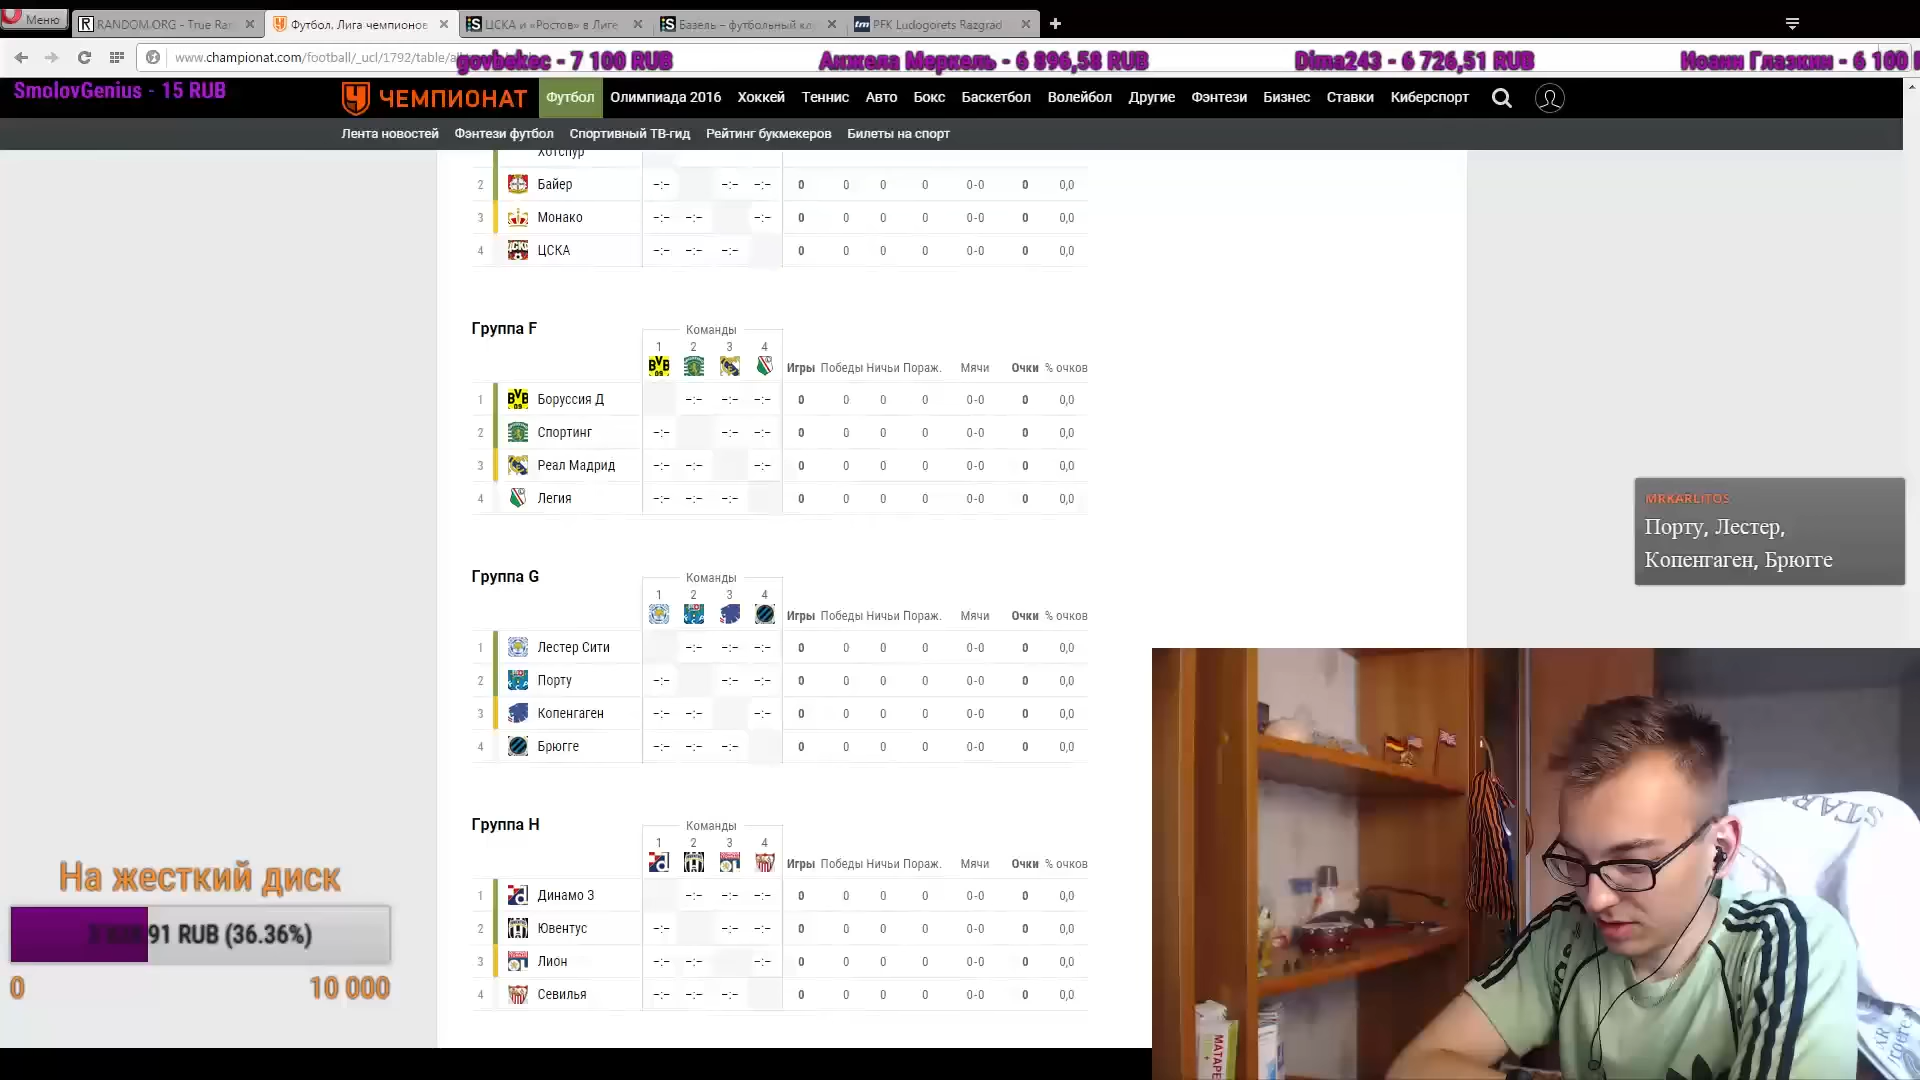 Меню
RANDOM.ORG - True Ran
Футбол. Лига чемпионов
ЦСКА и «Ростов» в Лиге
Базель – футбольный кл
PFK Ludogorets Razgrad
www.championat.com/football/_ucl/1792/table/a
govbekec - 7 100 RUB
Анжела Меркель - 6 896,58 RUB
Dima243 - 6 726,51 RUB
Иоанн Глазкин - 6 100
SmolovGenius - 15 RUB
ЧЕМПИОНАТ
Футбол Олимпиада 2016 Хоккей Теннис Авто Бокс Баскетбол Волейбол Другие Фэнтези Бизнес Ставки Киберспорт
Лента новостей Фэнтези футбол Спортивный ТВ-гид Рейтинг букмекеров Билеты на спорт
Хотспур
2 Байер -:- -:- -:- 0 0 0 0 0-0 0 0,0
3 Монако -:- -:- -:- 0 0 0 0 0-0 0 0,0
4 ЦСКА -:- -:- -:- 0 0 0 0 0-0 0 0,0
Группа F
Команды
1 2 3 4
Игры Победы Ничьи Пораж. Мячи Очки % очков
1 Боруссия Д -:- -:- -:- 0 0 0 0 0-0 0 0,0
2 Спортинг -:- -:- -:- 0 0 0 0 0-0 0 0,0
3 Реал Мадрид -:- -:- -:- 0 0 0 0 0-0 0 0,0
4 Легия -:- -:- -:- 0 0 0 0 0-0 0 0,0
MRKARLITOS
Порту, Лестер,
Копенгаген, Брюгге
Группа G
Команды
1 2 3 4
Игры Победы Ничьи Пораж. Мячи Очки % очков
1 Лестер Сити -:- -:- -:- 0 0 0 0 0-0 0 0,0
2 Порту -:- -:- -:- 0 0 0 0 0-0 0 0,0
3 Копенгаген -:- -:- -:- 0 0 0 0 0-0 0 0,0
4 Брюгге -:- -:- -:- 0 0 0 0 0-0 0 0,0
Группа H
Команды
1 2 3 4
Игры Победы Ничьи Пораж. Мячи Очки % очков
1 Динамо З -:- -:- -:- 0 0 0 0 0-0 0 0,0
2 Ювентус -:- -:- -:- 0 0 0 0 0-0 0 0,0
3 Лион -:- -:- -:- 0 0 0 0 0-0 0 0,0
4 Севилья -:- -:- -:- 0 0 0 0 0-0 0 0,0
На жесткий диск
91 RUB (36.36%)
0 10 000
STAR